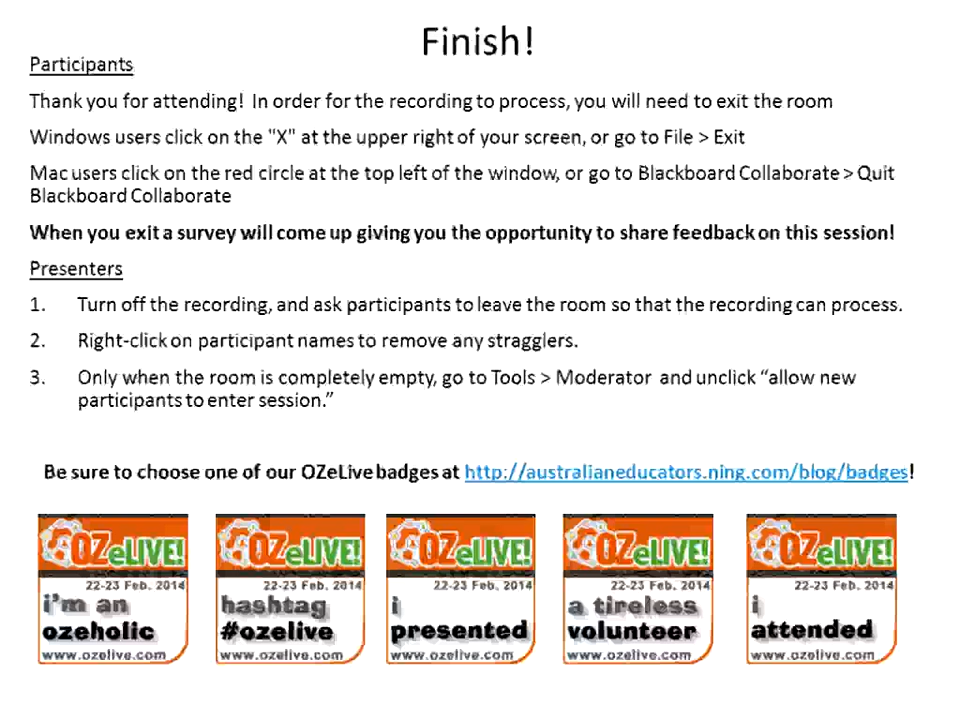 Finish!
Participants
Thank you for attending! In order for the recording to process, you will need to exit the room
Windows users click on the "X" at the upper right of your screen, or go to File > Exit
Mac users click on the red circle at the top left of the window, or go to Blackboard Collaborate > Quit
Blackboard Collaborate
When you exit a survey will come up giving you the opportunity to share feedback on this session!
Presenters
1. Turn off the recording, and ask participants to leave the room so that the recording can process.
2. Right-click on participant names to remove any stragglers.
3. Only when the room is completely empty, go to Tools > Moderator and unclick “allow new
participants to enter session.”
Be sure to choose one of our OZeLive badges at http://australianeducators.ning.com/blog/badges!
OZeLIVE!
22-23 Feb. 2014
i'm an
ozeholic
www.ozelive.com
OZeLIVE!
22-23 Feb. 2014
hashtag
#ozelive
www.ozelive.com
OZeLIVE!
22-23 Feb. 2014
i
presented
www.ozelive.com
OZeLIVE!
22-23 Feb. 2014
a tireless
volunteer
www.ozelive.com
OZeLIVE!
22-23 Feb. 2014
i
attended
www.ozelive.com